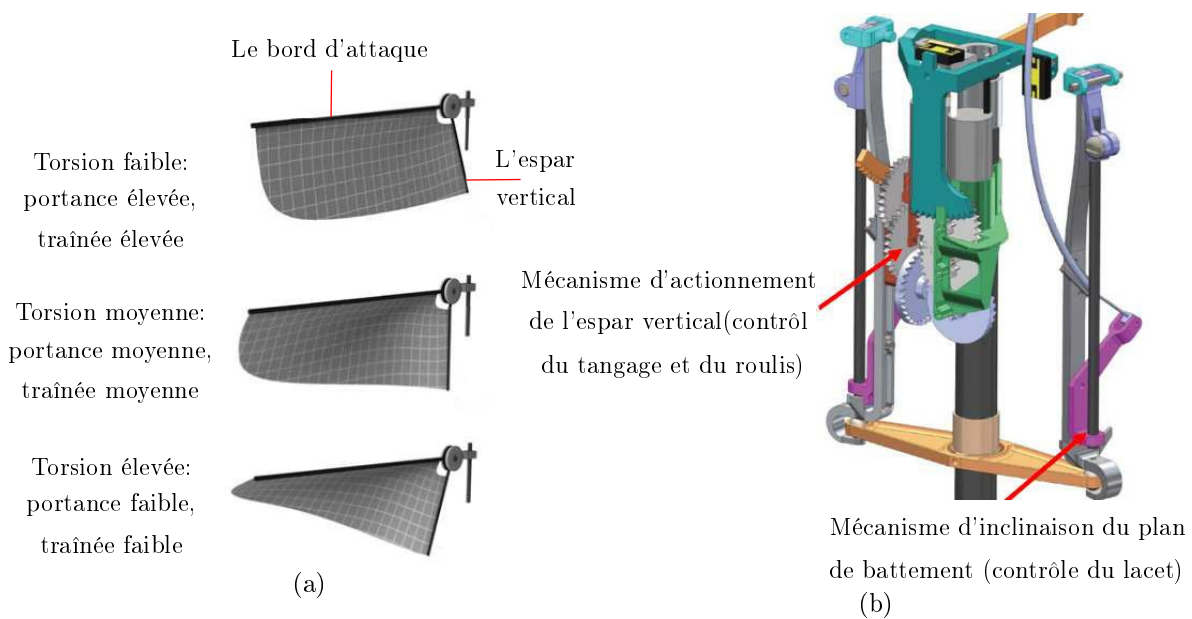 Le bord d'attaque
Torsion faible:
portance élevée,
traînée élevée
L'espar
vertical
Torsion moyenne:
portance moyenne,
traînée moyenne
Torsion élevée:
portance faible,
traînée faible
(a)
Mécanisme d'actionnement
de l'espar vertical(contrôl
du tangage et du roulis)
Mécanisme d'inclinaison du plan
de battement (contrôle du lacet)
(b)